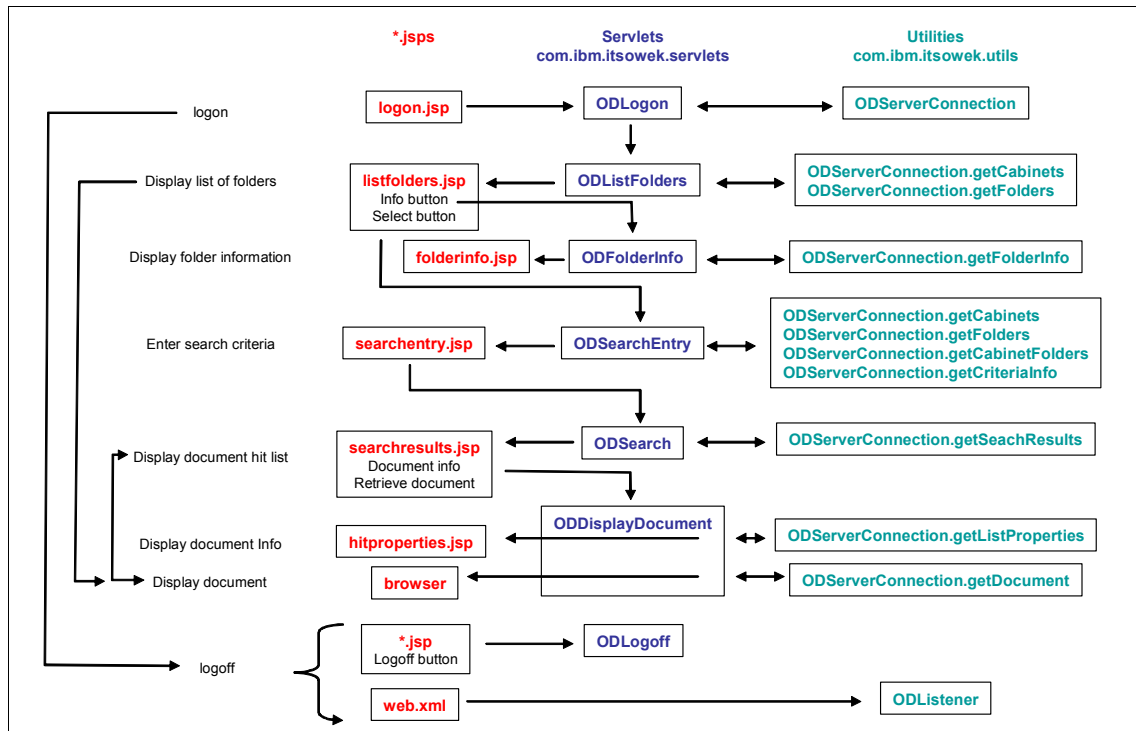 *.jsps
Servlets
com.ibm.itsowek.servlets
Utilities
com.ibm.itsowek.utils
logon
logon.jsp
ODLogon
ODServerConnection
Display list of folders
listfolders.jsp
Info button
Select button
ODListFolders
ODServerConnection.getCabinets
ODServerConnection.getFolders
Display folder information
folderinfo.jsp
ODFolderInfo
ODServerConnection.getFolderInfo
Enter search criteria
searchentry.jsp
ODSearchEntry
ODServerConnection.getCabinets
ODServerConnection.getFolders
ODServerConnection.getCabinetFolders
ODServerConnection.getCriteriaInfo
Display document hit list
searchresults.jsp
Document info
Retrieve document
ODSearch
ODServerConnection.getSeachResults
ODDisplayDocument
Display document Info
hitproperties.jsp
ODServerConnection.getListProperties
Display document
browser
ODServerConnection.getDocument
logoff
*.jsp
Logoff button
ODLogoff
web.xml
ODListener